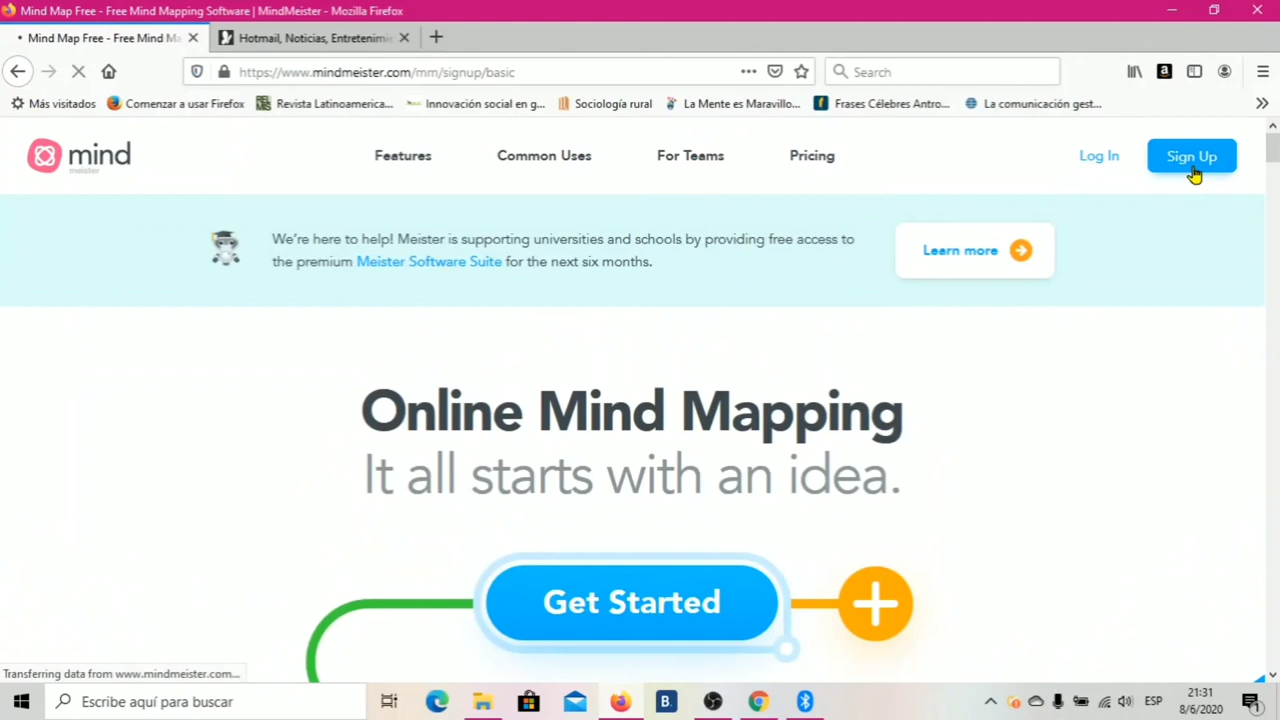 Mind Map Free - Free Mind Mapping Software | MindMeister - Mozilla Firefox
Mind Map Free - Free Mind Ma
Hotmail, Noticias, Entretenimie
https://www.mindmeister.com/mm/signup/basic
Search
Más visitados
Comenzar a usar Firefox
Revista Latinoamerica...
Innovación social en g...
Sociología rural
La Mente es Maravillo...
Frases Célebres Antro...
La comunicación gest...
mind
meister
Features
Common Uses
For Teams
Pricing
Log In
Sign Up
We're here to help! Meister is supporting universities and schools by providing free access to
the premium Meister Software Suite for the next six months.
Learn more
Online Mind Mapping
It all starts with an idea.
Get Started
Transferring data from www.mindmeister.com...
Escribe aquí para buscar
B.
ESP
21:31
8/6/2020
1